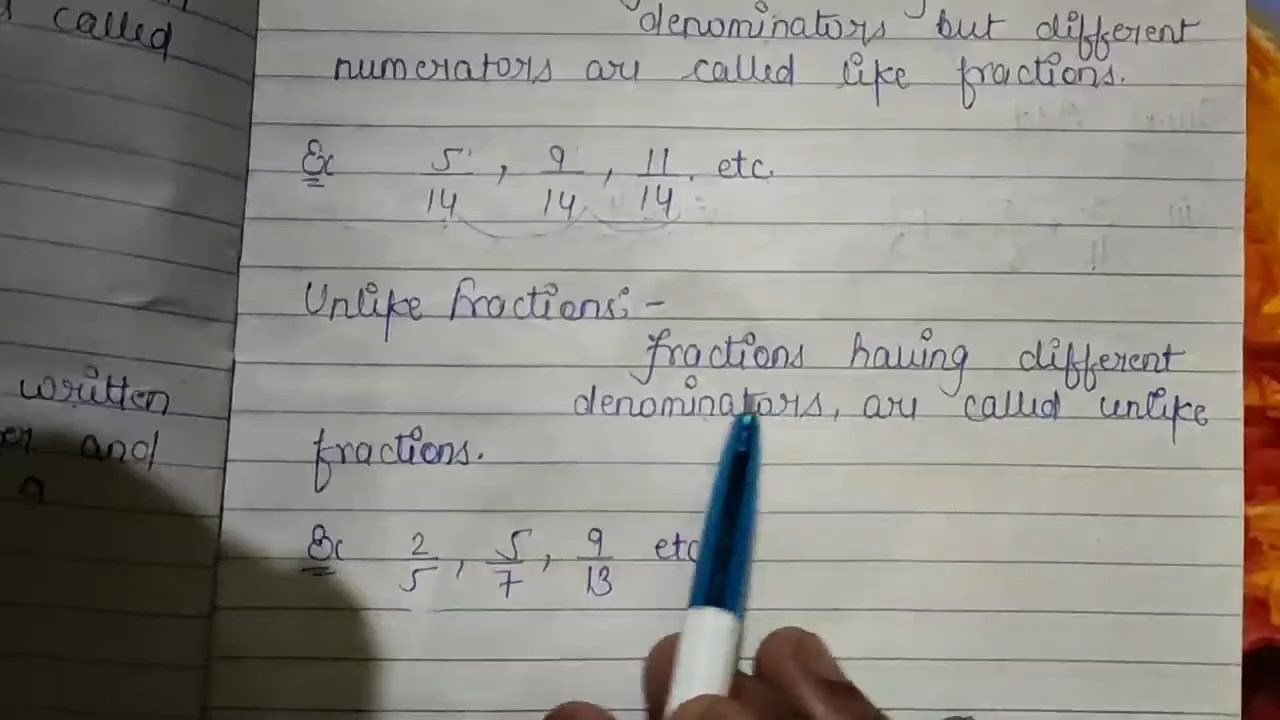 called
denominators but different
numerators are called like fractions.
Ex 5/14, 9/14, 11/14. etc.
Unlike fractions:-
fractions having different
denominators, are called unlike
fractions.
written
and
a
Ex 2/5, 5/7, 9/13 etc